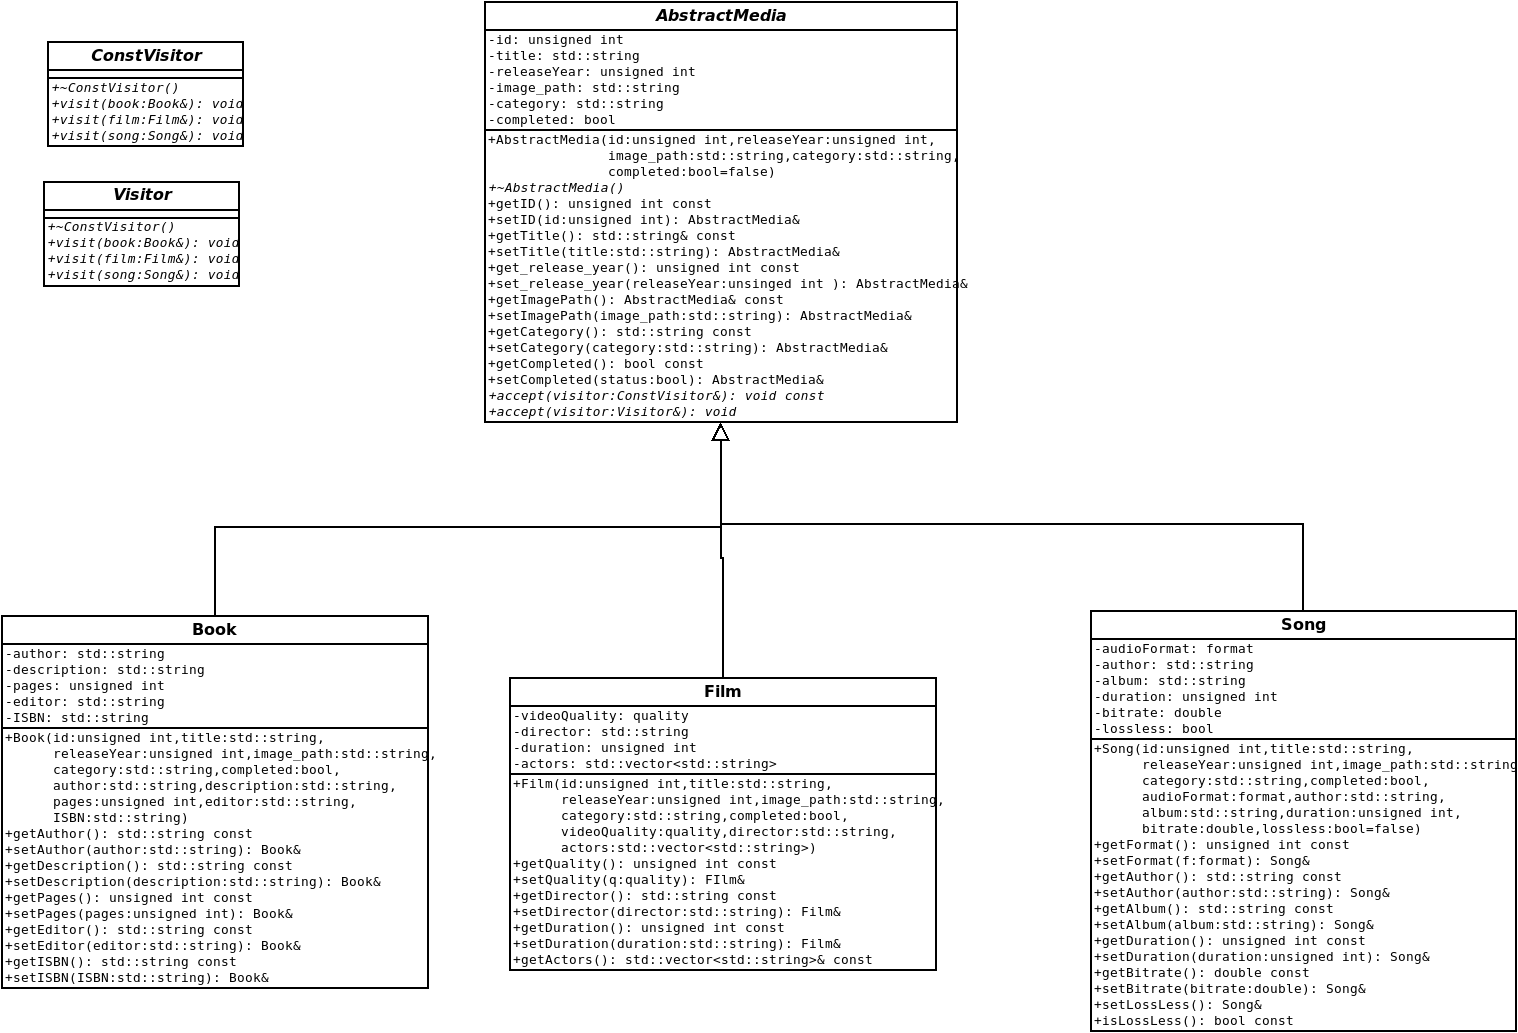 AbstractMedia
-id: unsigned int
-title: std::string
-releaseYear: unsigned int
-image_path: std::string
-category: std::string
-completed: bool
+AbstractMedia(id:unsigned int,releaseYear:unsigned int,
image_path:std::string,category:std::string,
completed:bool=false)
+~AbstractMedia()
+getID(): unsigned int const
+setID(id:unsigned int): AbstractMedia&
+getTitle(): std::string& const
+setTitle(title:std::string): AbstractMedia&
+get_release_year(): unsigned int const
+set_release_year(releaseYear:unsinged int ): AbstractMedia&
+getImagePath(): AbstractMedia& const
+setImagePath(image_path:std::string): AbstractMedia&
+getCategory(): std::string const
+setCategory(category:std::string): AbstractMedia&
+getCompleted(): bool const
+setCompleted(status:bool): AbstractMedia&
+accept(visitor:ConstVisitor&): void const
+accept(visitor:Visitor&): void
ConstVisitor
+~ConstVisitor()
+visit(book:Book&): void
+visit(film:Film&): void
+visit(song:Song&): void
Visitor
+~ConstVisitor()
+visit(book:Book&): void
+visit(film:Film&): void
+visit(song:Song&): void
Book
-author: std::string
-description: std::string
-pages: unsigned int
-editor: std::string
-ISBN: std::string
+Book(id:unsigned int,title:std::string,
releaseYear:unsigned int,image_path:std::string,
category:std::string,completed:bool,
author:std::string,description:std::string,
pages:unsigned int,editor:std::string,
ISBN:std::string)
+getAuthor(): std::string const
+setAuthor(author:std::string): Book&
+getDescription(): std::string const
+setDescription(description:std::string): Book&
+getPages(): unsigned int const
+setPages(pages:unsigned int): Book&
+getEditor(): std::string const
+setEditor(editor:std::string): Book&
+getISBN(): std::string const
+setISBN(ISBN:std::string): Book&
Film
-videoQuality: quality
-director: std::string
-duration: unsigned int
-actors: std::vector<std::string>
+Film(id:unsigned int,title:std::string,
releaseYear:unsigned int,image_path:std::string,
category:std::string,completed:bool,
videoQuality:quality,director:std::string,
actors:std::vector<std::string>)
+getQuality(): unsigned int const
+setQuality(q:quality): FIlm&
+getDirector(): std::string const
+setDirector(director:std::string): Film&
+getDuration(): unsigned int const
+setDuration(duration:std::string): Film&
+getActors(): std::vector<std::string>& const
Song
-audioFormat: format
-author: std::string
-album: std::string
-duration: unsigned int
-bitrate: double
-lossless: bool
+Song(id:unsigned int,title:std::string,
releaseYear:unsigned int,image_path:std::string
category:std::string,completed:bool,
audioFormat:format,author:std::string,
album:std::string,duration:unsigned int,
bitrate:double,lossless:bool=false)
+getFormat(): unsigned int const
+setFormat(f:format): Song&
+getAuthor(): std::string const
+setAuthor(author:std::string): Song&
+getAlbum(): std::string const
+setAlbum(album:std::string): Song&
+getDuration(): unsigned int const
+setDuration(duration:unsigned int): Song&
+getBitrate(): double const
+setBitrate(bitrate:double): Song&
+setLossLess(): Song&
+isLossLess(): bool const